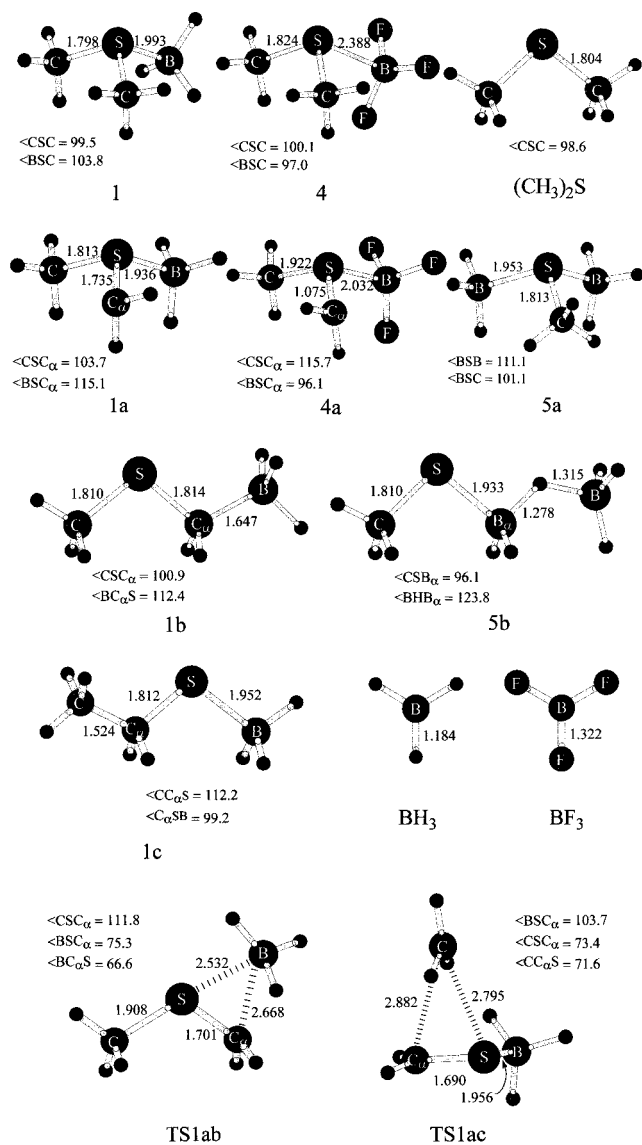 1.798 S 1.993
C B
C
<CSC = 99.5
<BSC = 103.8
1
1.824 S 2.388
C B F F
C F
<CSC = 100.1
<BSC = 97.0
4
S
1.804
C C
<CSC = 98.6
(CH₃)₂S
1.813 S
C 1.735 1.936 B
Cα
<CSCα = 103.7
<BSCα = 115.1
1a
F
1.922 S F
C 2.032 B
1.075
Cα F
<CSCα = 115.7
<BSCα = 96.1
4a
1.953 S
B B
1.813
C
<BSB = 111.1
<BSC = 101.1
5a
S B
1.810 1.814
C Cα 1.647
<CSCα = 100.9
<BCαS = 112.4
1b
S 1.315
1.810 1.933 B
C Bα 1.278
<CSBα = 96.1
<BHBα = 123.8
5b
S
C 1.812 1.952
1.524 Cα B
<CCαS = 112.2
<CαSB = 99.2
1c
B
1.184
BH₃
F F
B
1.322
F
BF₃
<CSCα = 111.8
<BSCα = 75.3
<BCαS = 66.6
B
2.532
S 2.668
1.908
C 1.701 Cα
TS1ab
<BSCα = 103.7
<CSCα = 73.4
<CCαS = 71.6
C
2.882 2.795
Cα S B
1.690
1.956
TS1ac